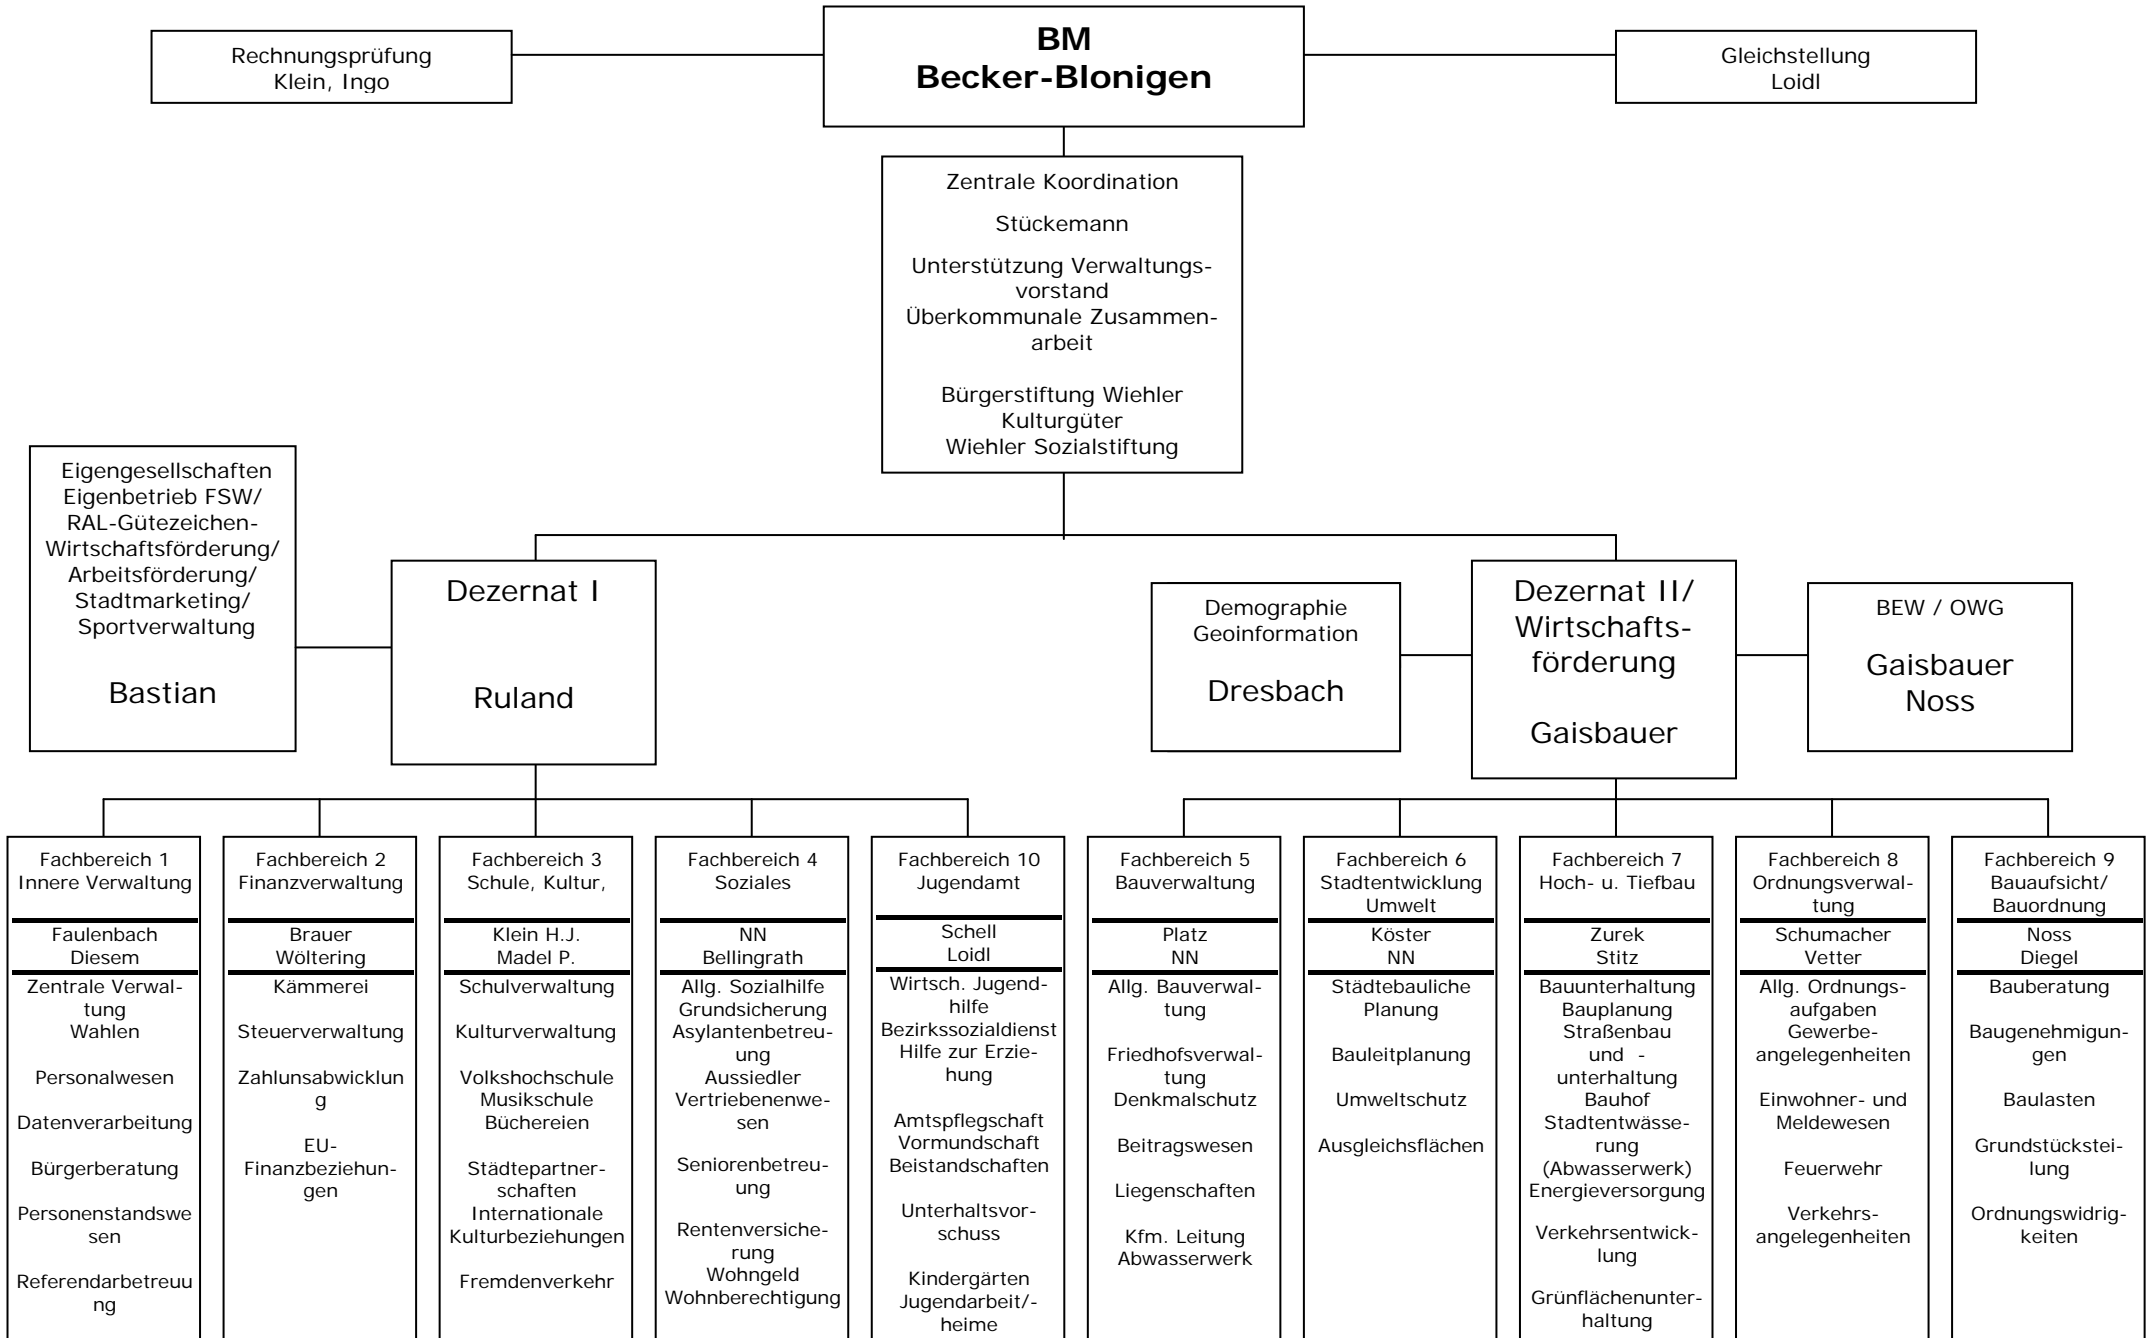 BM
Becker-Blonigen
Rechnungsprüfung
Klein, Ingo
Gleichstellung
Loidl
Zentrale Koordination
Stückemann
Unterstützung Verwaltungs-
vorstand
Überkommunale Zusammen-
arbeit
Bürgerstiftung Wiehler
Kulturgüter
Wiehler Sozialstiftung
Eigengesellschaften
Eigenbetrieb FSW/
RAL-Gütezeichen-
Wirtschaftsförderung/
Arbeitsförderung/
Stadtmarketing/
Sportverwaltung
Bastian
Dezernat I
Ruland
Demographie
Geoinformation
Dresbach
Dezernat II/
Wirtschafts-
förderung
Gaisbauer
BEW / OWG
Gaisbauer
Noss
Fachbereich 1
Innere Verwaltung
Faulenbach
Diesem
Zentrale Verwal-
tung
Wahlen
Personalwesen
Datenverarbeitung
Bürgerberatung
Personenstandswe
sen
Referendarbetreuu
ng
Fachbereich 2
Finanzverwaltung
Brauer
Wöltering
Kämmerei
Steuerverwaltung
Zahlunsabwicklun
g
EU-
Finanzbeziehun-
gen
Fachbereich 3
Schule, Kultur,
Klein H.J.
Madel P.
Schulverwaltung
Kulturverwaltung
Volkshochschule
Musikschule
Büchereien
Städtepartner-
schaften
Internationale
Kulturbeziehungen
Fremdenverkehr
Fachbereich 4
Soziales
NN
Bellingrath
Allg. Sozialhilfe
Grundsicherung
Asylantenbetreu-
ung
Aussiedler
Vertriebenenwe-
sen
Seniorenbetreu-
ung
Rentenversiche-
rung
Wohngeld
Wohnberechtigung
Fachbereich 10
Jugendamt
Schell
Loidl
Wirtsch. Jugend-
hilfe
Bezirkssozialdienst
Hilfe zur Erzie-
hung
Amtspflegschaft
Vormundschaft
Beistandschaften
Unterhaltsvor-
schuss
Kindergärten
Jugendarbeit/-
heime
Fachbereich 5
Bauverwaltung
Platz
NN
Allg. Bauverwal-
tung
Friedhofsverwal-
tung
Denkmalschutz
Beitragswesen
Liegenschaften
Kfm. Leitung
Abwasserwerk
Fachbereich 6
Stadtentwicklung
Umwelt
Köster
NN
Städtebauliche
Planung
Bauleitplanung
Umweltschutz
Ausgleichsflächen
Fachbereich 7
Hoch- u. Tiefbau
Zurek
Stitz
Bauunterhaltung
Bauplanung
Straßenbau
und -
unterhaltung
Bauhof
Stadtentwässe-
rung
(Abwasserwerk)
Energieversorgung
Verkehrsentwick-
lung
Grünflächenunter-
haltung
Fachbereich 8
Ordnungsverwal-
tung
Schumacher
Vetter
Allg. Ordnungs-
aufgaben
Gewerbe-
angelegenheiten
Einwohner- und
Meldewesen
Feuerwehr
Verkehrs-
angelegenheiten
Fachbereich 9
Bauaufsicht/
Bauordnung
Noss
Diegel
Bauberatung
Baugenehmigun-
gen
Baulasten
Grundstückstei-
lung
Ordnungswidrig-
keiten